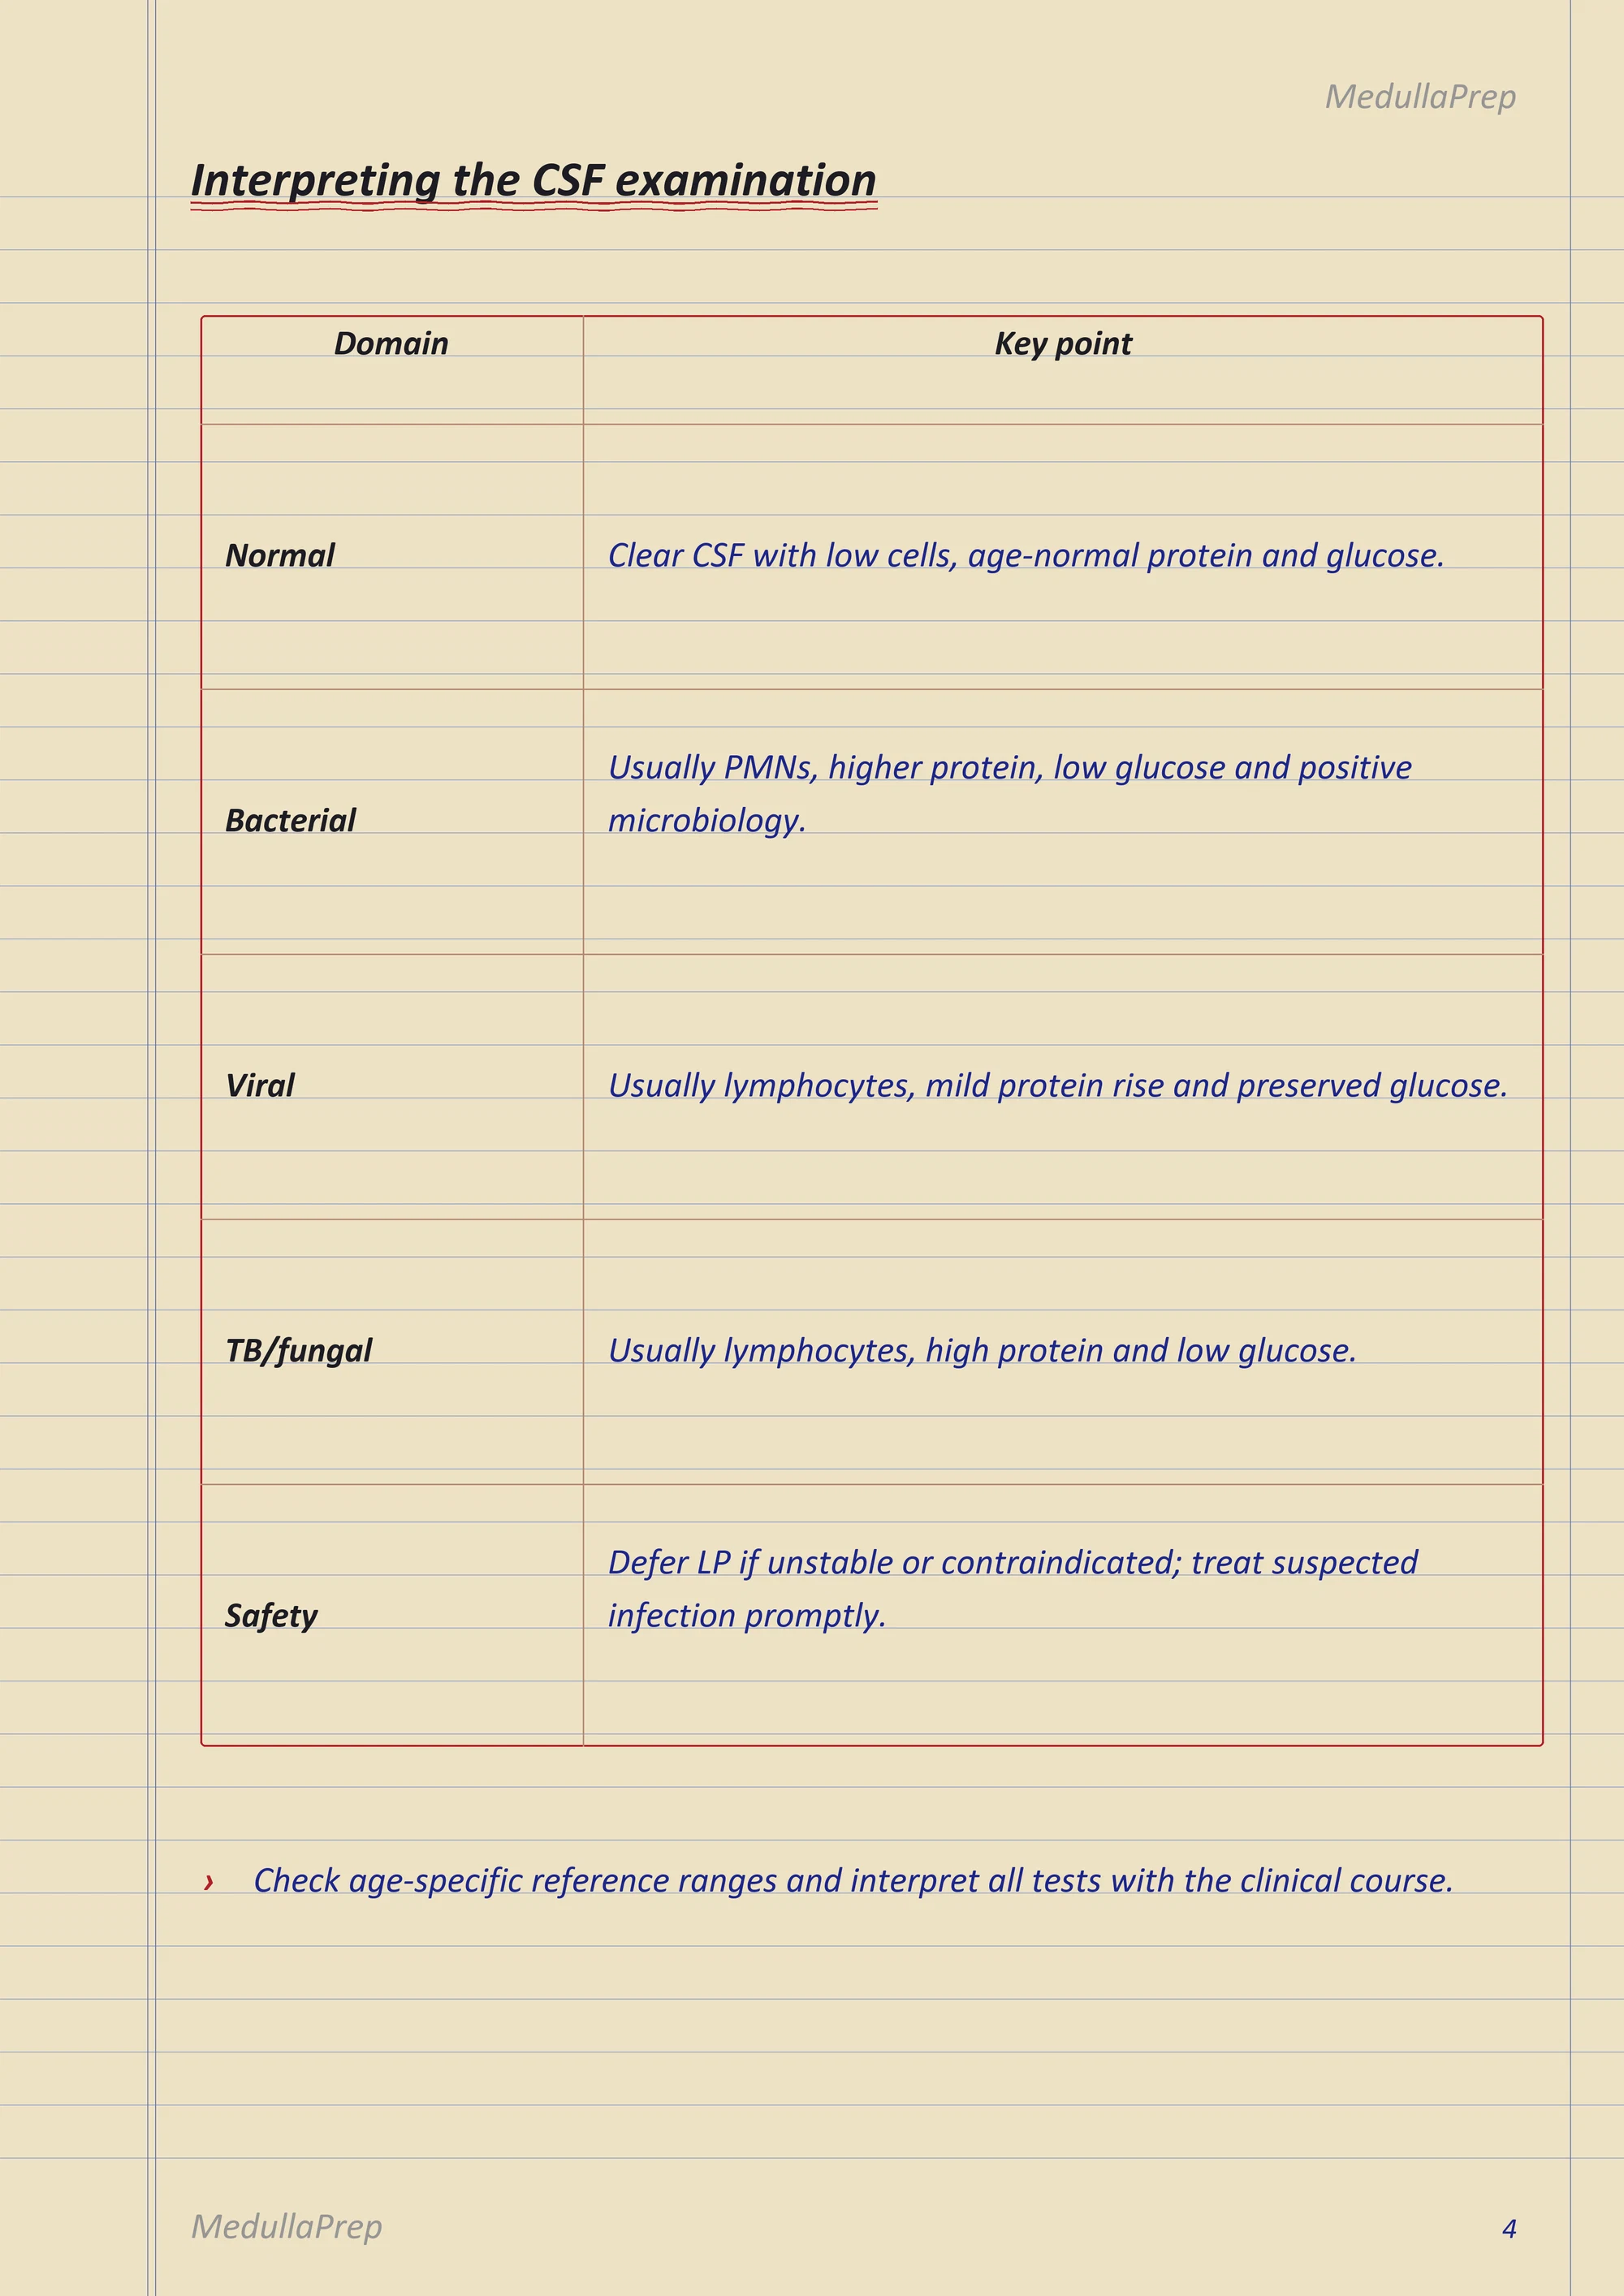 MedullaPrep
Interpreting the CSF examination
Domain
Key point
Normal
Clear CSF with low cells, age-normal protein and glucose.
Bacterial
Usually PMNs, higher protein, low glucose and positive
microbiology.
Viral
Usually lymphocytes, mild protein rise and preserved glucose.
TB/fungal
Usually lymphocytes, high protein and low glucose.
Safety
Defer LP if unstable or contraindicated; treat suspected
infection promptly.
› Check age-specific reference ranges and interpret all tests with the clinical course.
MedullaPrep
4